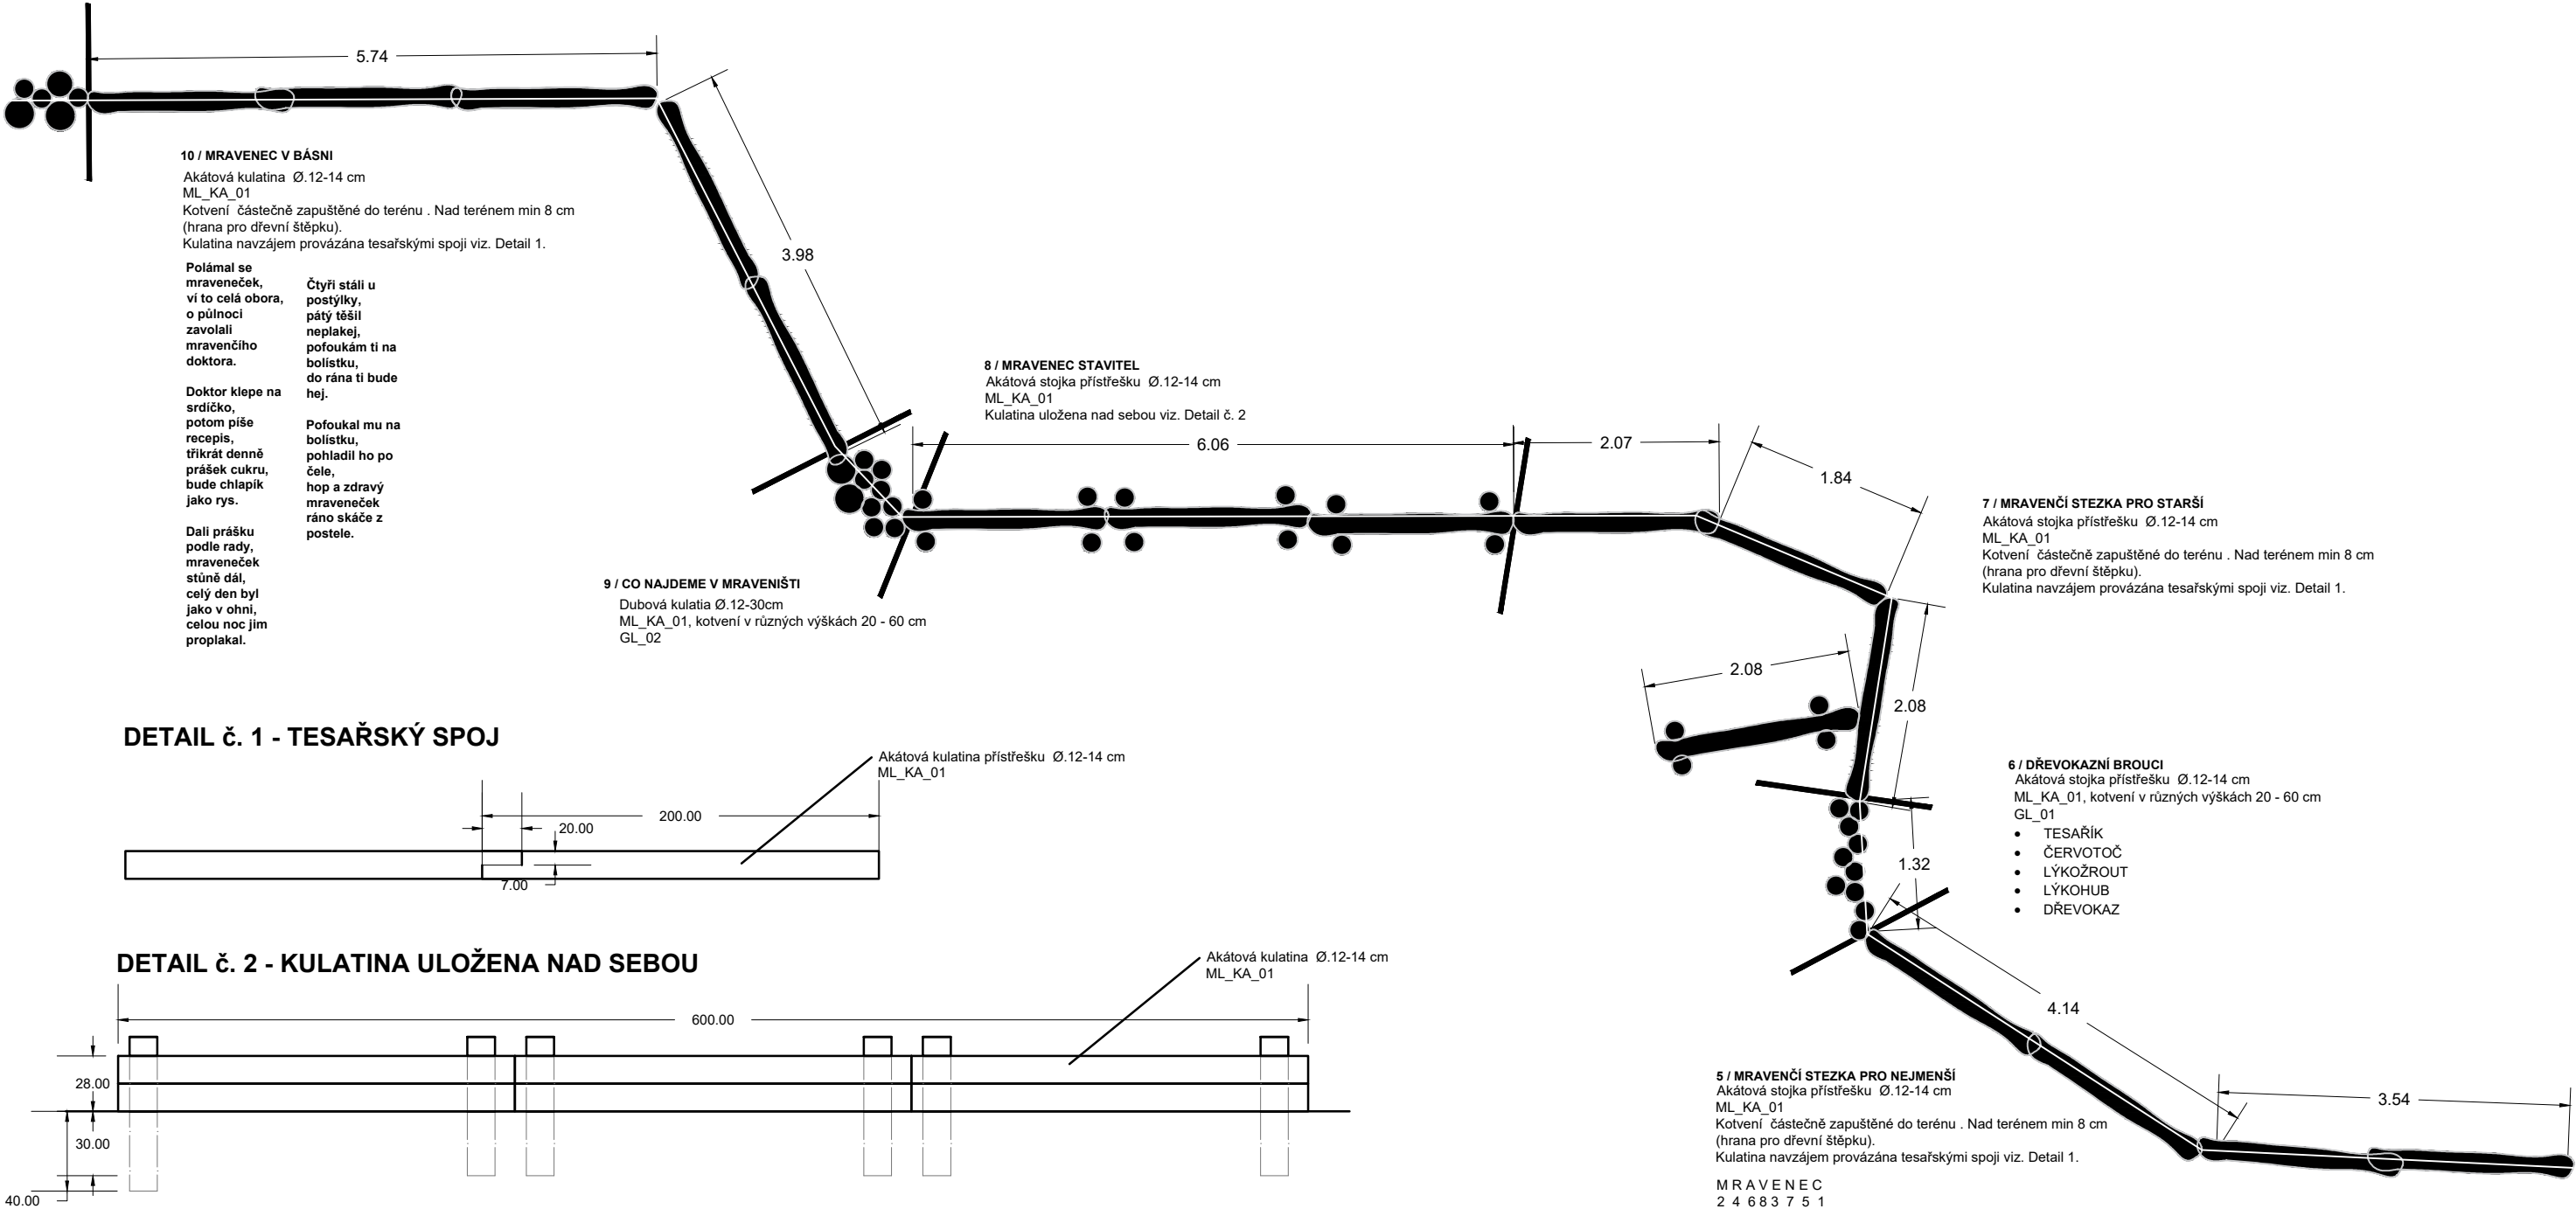 5.74
10 / MRAVENEC V BÁSNI
Akátová kulatina Ø.12-14 cm
ML_KA_01
Kotvení částečně zapuštěné do terénu . Nad terénem min 8 cm
(hrana pro dřevní štěpku).
Kulatina navzájem provázána tesařskými spoji viz. Detail 1.
Polámal se
mraveneček,
ví to celá obora,
o půlnoci
zavolali
mravenčího
doktora.
Doktor klepe na
srdíčko,
potom píše
recepis,
třikrát denně
prášek cukru,
bude chlapík
jako rys.
Dali prášku
podle rady,
mraveneček
stůně dál,
celý den byl
jako v ohni,
celou noc jim
proplakal.
Čtyři stáli u
postýlky,
pátý těšil
neplakej,
pofoukám ti na
bolístku,
do rána ti bude
hej.
Pofoukal mu na
bolístku,
pohladil ho po
čele,
hop a zdravý
mraveneček
ráno skáče z
postele.
3.98
8 / MRAVENEC STAVITEL
Akátová stojka přístřešku Ø.12-14 cm
ML_KA_01
Kulatina uložena nad sebou viz. Detail č. 2
6.06
2.07
1.84
9 / CO NAJDEME V MRAVENIŠTI
Dubová kulatia Ø.12-30cm
ML_KA_01, kotvení v různých výškách 20 - 60 cm
GL_02
7 / MRAVENČÍ STEZKA PRO STARŠÍ
Akátová stojka přístřešku Ø.12-14 cm
ML_KA_01
Kotvení částečně zapuštěné do terénu . Nad terénem min 8 cm
(hrana pro dřevní štěpku).
Kulatina navzájem provázána tesařskými spoji viz. Detail 1.
2.08
2.08
6 / DŘEVOKAZNÍ BROUCI
Akátová stojka přístřešku Ø.12-14 cm
ML_KA_01, kotvení v různých výškách 20 - 60 cm
GL_01
• TESAŘÍK
• ČERVOTOČ
• LÝKOŽROUT
• LÝKOHUB
• DŘEVOKAZ
1.32
DETAIL č. 1 - TESAŘSKÝ SPOJ
Akátová kulatina přístřešku Ø.12-14 cm
ML_KA_01
200.00
20.00
7.00
DETAIL č. 2 - KULATINA ULOŽENA NAD SEBOU
Akátová kulatina Ø.12-14 cm
ML_KA_01
600.00
28.00
30.00
40.00
4.14
3.54
5 / MRAVENČÍ STEZKA PRO NEJMENŠÍ
Akátová stojka přístřešku Ø.12-14 cm
ML_KA_01
Kotvení částečně zapuštěné do terénu . Nad terénem min 8 cm
(hrana pro dřevní štěpku).
Kulatina navzájem provázána tesařskými spoji viz. Detail 1.
M R A V E N E C
2 4 6 8 3 7 5 1